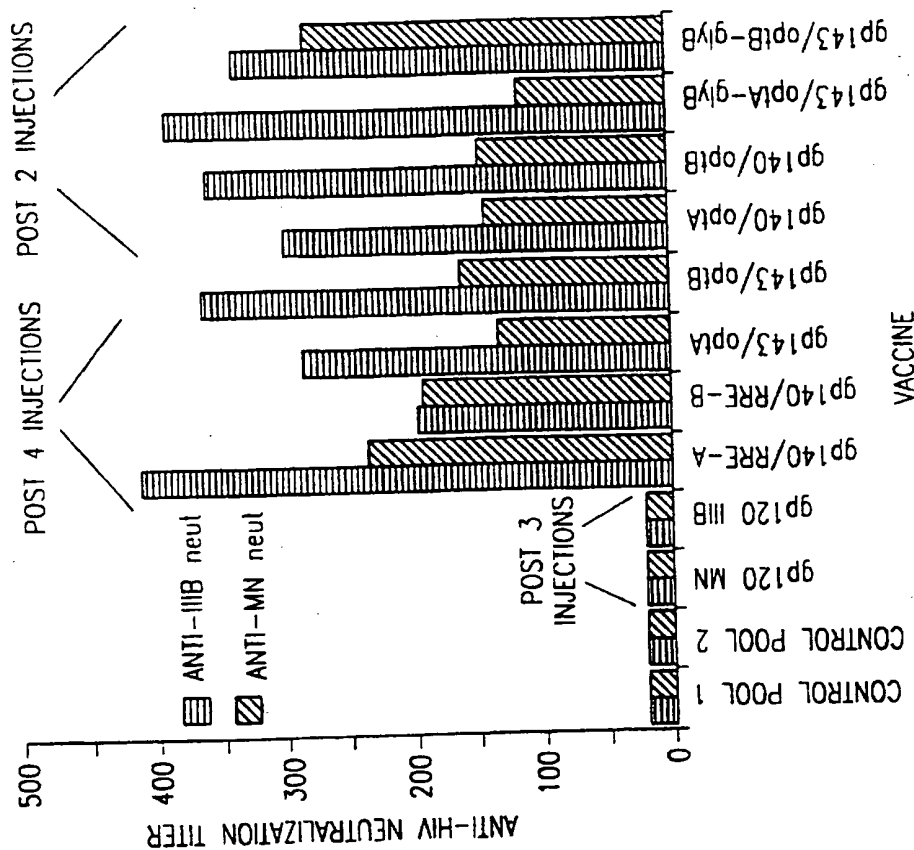 POST 4 INJECTIONS
POST 2 INJECTIONS
ANTI-IIIB neut
ANTI-MN neut
POST 3
INJECTIONS
500
400
300
200
100
0
ANTI-HIV NEUTRALIZATION TITER
CONTROL POOL 1
CONTROL POOL 2
gp120 MN
gp120 IIIB
gp140/RRE-A
gp140/RRE-B
gp143/optA
gp143/optB
gp140/optA
gp140/optB
gp143/optA-glyB
gp143/optB-glyB
VACCINE